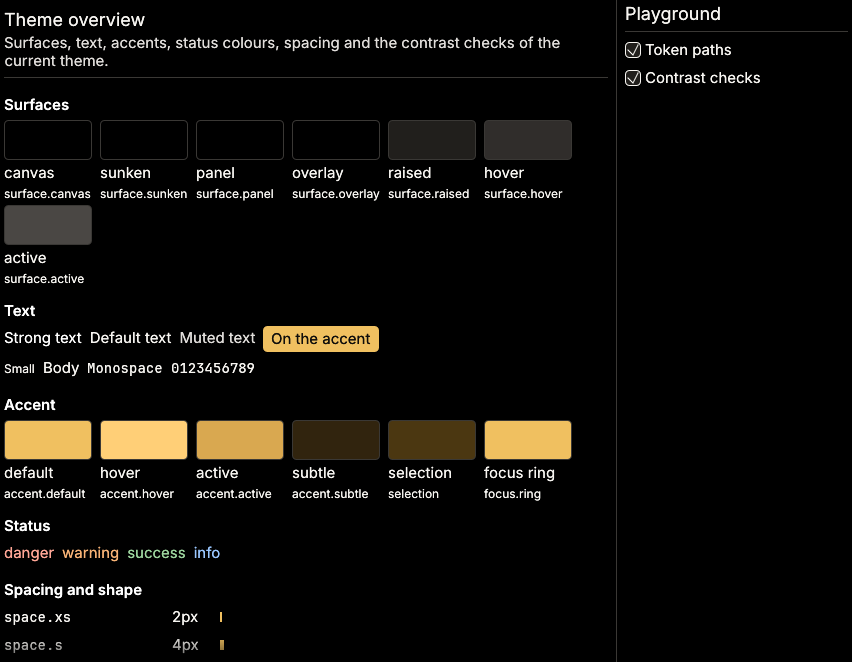 Theme overview
Surfaces, text, accents, status colours, spacing and the contrast checks of the
current theme.
Surfaces
canvas sunken panel overlay raised hover
surface.canvas surface.sunken surface.panel surface.overlay surface.raised surface.hover
active
surface.active
Text
Strong text Default text Muted text On the accent
Small Body Monospace 0123456789
Accent
default hover active subtle selection focus ring
accent.default accent.hover accent.active accent.subtle selection focus.ring
Status
danger warning success info
Spacing and shape
space.xs 2px
space.s 4px
Playground
Token paths
Contrast checks